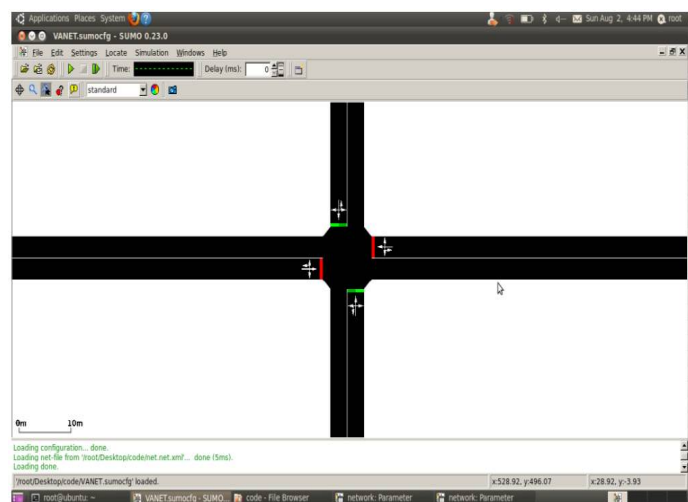 Applications Places System Sun Aug 2, 4:44 PM root
VANET.sumocfg - SUMO 0.23.0
File Edit Settings Locate Simulation Windows Help
Time: Delay (ms): 0
standard
0m 10m
Loading configuration... done.
Loading net-file from '/root/Desktop/code/net.net.xml'... done (5ms).
Loading done.
'/root/Desktop/code/VANET.sumocfg' loaded. x:528.92, y:496.07 x:28.92, y:-3.93
root@ubuntu: ~ VANET.sumocfg - SUMO... code - File Browser network: Parameter network: Parameter